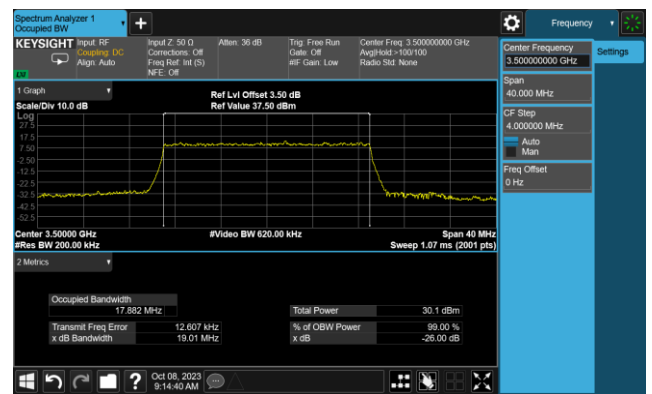 Spectrum Analyzer 1
Occupied BW
Frequency
KEYSIGHT
Input: RF
Coupling: DC
Align: Auto
Input Z: 50 Ω
Corrections: Off
Freq Ref: Int (S)
NFE: Off
Atten: 36 dB
Trig: Free Run
Gate: Off
#IF Gain: Low
Center Freq: 3.500000000 GHz
Avg|Hold:>100/100
Radio Std: None
1 Graph
Scale/Div 10.0 dB
Ref Lvl Offset 3.50 dB
Ref Value 37.50 dBm
Log
27.5
17.5
7.50
-2.50
-12.5
-22.5
-32.5
-42.5
-52.5
Center 3.50000 GHz
#Res BW 200.00 kHz
#Video BW 620.00 kHz
Span 40 MHz
Sweep 1.07 ms (2001 pts)
2 Metrics
Occupied Bandwidth
17.882 MHz
Transmit Freq Error 12.607 kHz
x dB Bandwidth 19.01 MHz
Total Power 30.1 dBm
% of OBW Power 99.00 %
x dB -26.00 dB
Center Frequency
3.500000000 GHz
Settings
Span
40.000 MHz
CF Step
4.000000 MHz
Auto
Man
Freq Offset
0 Hz
?
Oct 08, 2023
9:14:40 AM